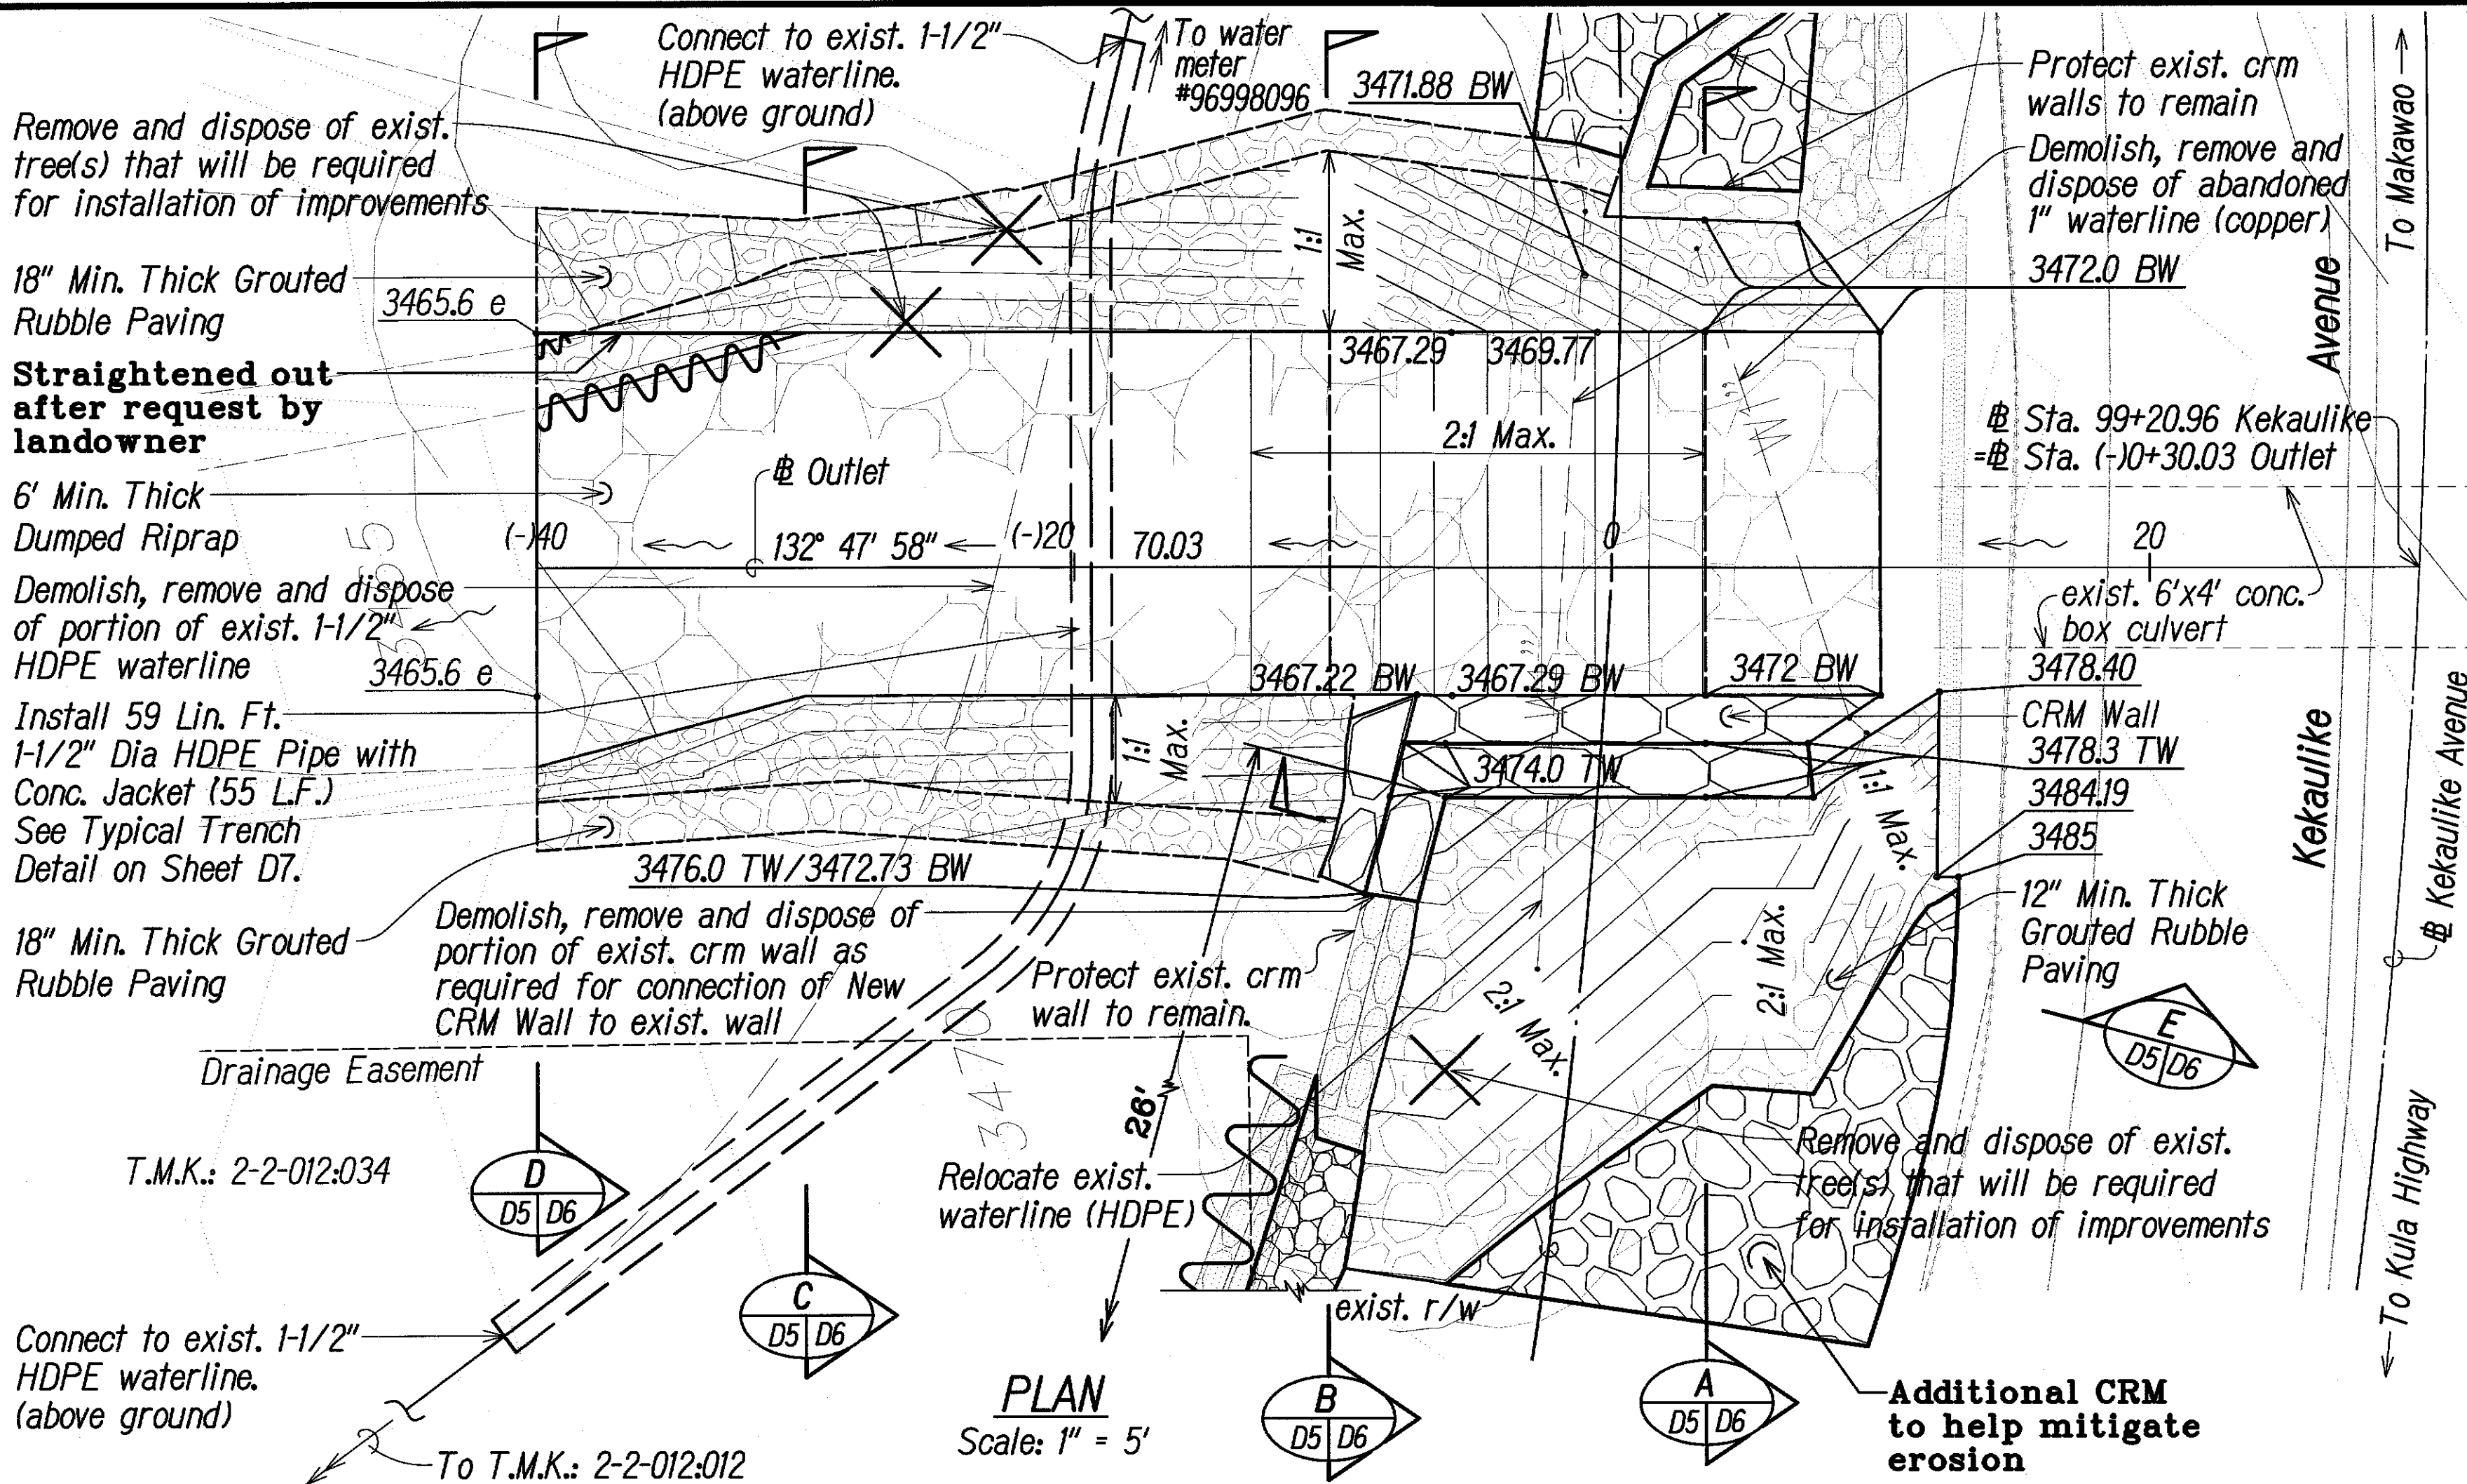 Connect to exist. 1-1/2"
HDPE waterline.
(above ground)
To water
meter
#96998096
3471.88 BW
Protect exist. crm
walls to remain
Demolish, remove and
dispose of abandoned
1" waterline (copper)
3472.0 BW
To Makawao
Remove and dispose of exist.
tree(s) that will be required
for installation of improvements
18" Min. Thick Grouted
Rubble Paving
3465.6 e
Straightened out
after request by
landowner
1:1
Max.
3467.29
3469.77
2:1 Max.
"W"
Avenue
℄ Sta. 99+20.96 Kekaulike
=℄ Sta. (-)0+30.03 Outlet
6' Min. Thick
Dumped Riprap
℄ Outlet
(-)40
132° 47' 58"
(-)20
70.03
0
20
3455
exist. 6'x4' conc.
box culvert
Demolish, remove and dispose
of portion of exist. 1-1/2"
HDPE waterline
3465.6 e
3467.22 BW
3467.29 BW
3472 BW
3478.40
CRM Wall
3478.3 TW
3484.19
3485
Install 59 Lin. Ft.
1-1/2" Dia HDPE Pipe with
Conc. Jacket (55 L.F.)
See Typical Trench
Detail on Sheet D7.
1:1
Max.
3474.0 TW
1:1 Max.
Kekaulike
℄ Kekaulike Avenue
3476.0 TW/3472.73 BW
18" Min. Thick Grouted
Rubble Paving
Demolish, remove and dispose of
portion of exist. crm wall as
required for connection of New
CRM Wall to exist. wall
Protect exist. crm
wall to remain.
2:1 Max.
2:1 Max.
12" Min. Thick
Grouted Rubble
Paving
E
D5 D6
Drainage Easement
3470
26'
T.M.K.: 2-2-012:034
D
D5 D6
Relocate exist.
waterline (HDPE)
Remove and dispose of exist.
tree(s) that will be required
for installation of improvements
To Kula Highway
C
D5 D6
exist. r/w
Connect to exist. 1-1/2"
HDPE waterline.
(above ground)
PLAN
Scale: 1" = 5'
B
D5 D6
A
D5 D6
Additional CRM
to help mitigate
erosion
To T.M.K.: 2-2-012:012